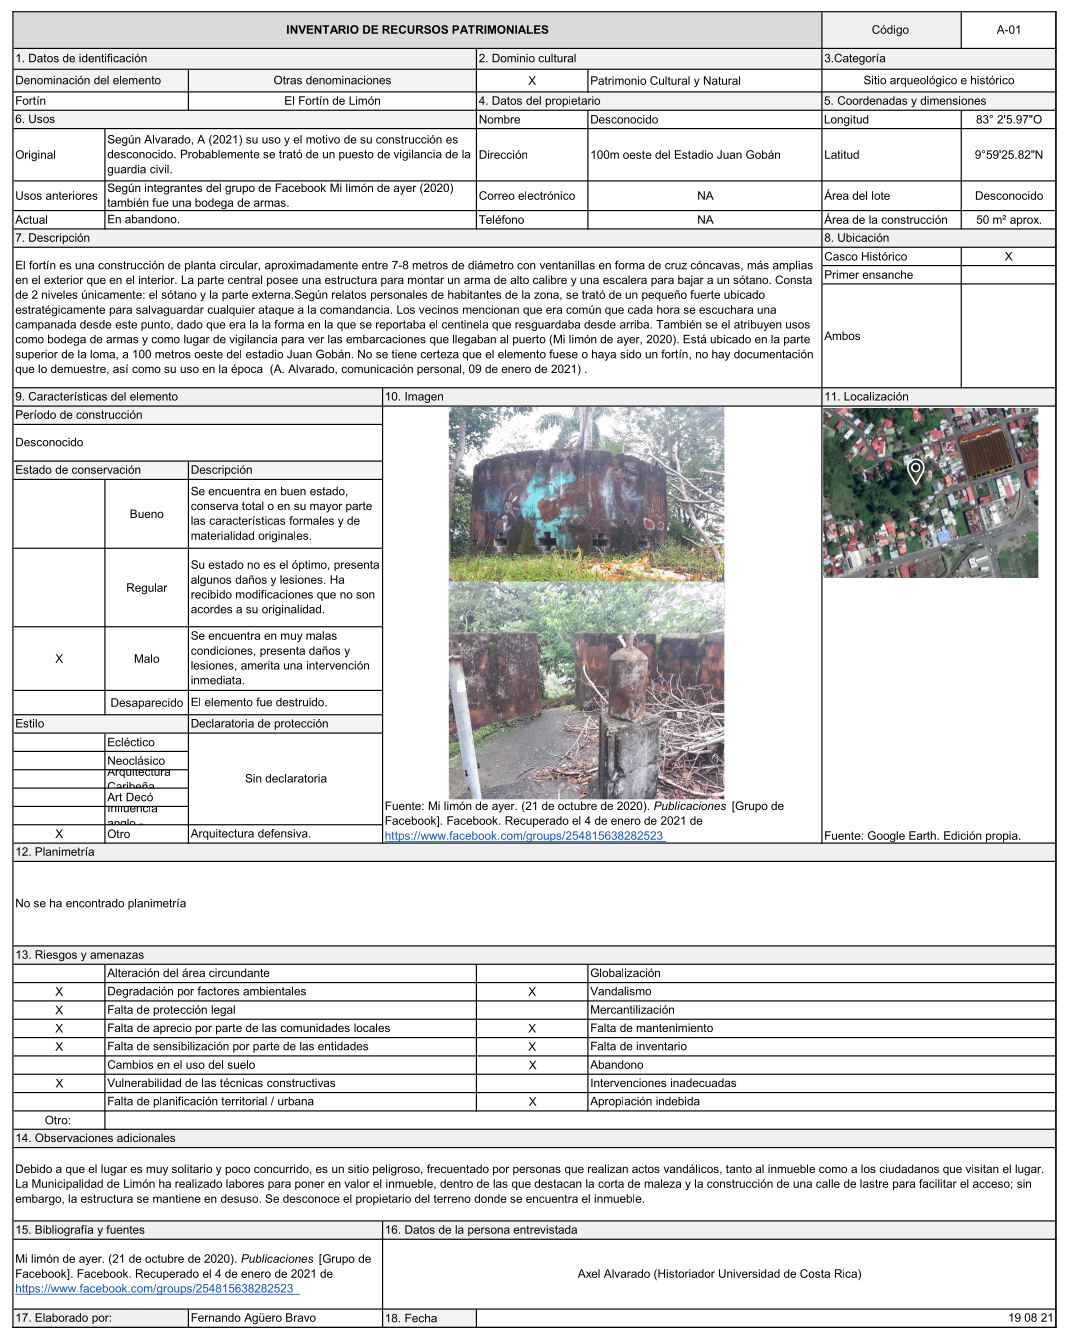 INVENTARIO DE RECURSOS PATRIMONIALES
Código
A-01
1. Datos de identificación
2. Dominio cultural
3.Categoría
Denominación del elemento
Otras denominaciones
X
Patrimonio Cultural y Natural
Sitio arqueológico e histórico
Fortín
El Fortín de Limón
4. Datos del propietario
5. Coordenadas y dimensiones
6. Usos
Nombre
Desconocido
Longitud
83° 2'5.97"O
Original
Según Alvarado, A (2021) su uso y el motivo de su construcción es
desconocido. Probablemente se trató de un puesto de vigilancia de la
guardia civil.
Dirección
100m oeste del Estadio Juan Gobán
Latitud
9°59'25.82"N
Usos anteriores
Según integrantes del grupo de Facebook Mi limón de ayer (2020)
también fue una bodega de armas.
Correo electrónico
NA
Área del lote
Desconocido
Actual
En abandono.
Teléfono
NA
Área de la construcción
50 m² aprox.
7. Descripción
8. Ubicación
El fortín es una construcción de planta circular, aproximadamente entre 7-8 metros de diámetro con ventanillas en forma de cruz cóncavas, más amplias
en el exterior que en el interior. La parte central posee una estructura para montar un arma de alto calibre y una escalera para bajar a un sótano. Consta
de 2 niveles únicamente: el sótano y la parte externa.Según relatos personales de habitantes de la zona, se trató de un pequeño fuerte ubicado
estratégicamente para salvaguardar cualquier ataque a la comandancia. Los vecinos mencionan que era común que cada hora se escuchara una
campanada desde este punto, dado que era la la forma en la que se reportaba el centinela que resguardaba desde arriba. También se el atribuyen usos
como bodega de armas y como lugar de vigilancia para ver las embarcaciones que llegaban al puerto (Mi limón de ayer, 2020). Está ubicado en la parte
superior de la loma, a 100 metros oeste del estadio Juan Gobán. No se tiene certeza que el elemento fuese o haya sido un fortín, no hay documentación
que lo demuestre, así como su uso en la época (A. Alvarado, comunicación personal, 09 de enero de 2021) .
Casco Histórico
X
Primer ensanche
Ambos
9. Características del elemento
10. Imagen
11. Localización
Período de construcción
Desconocido
Estado de conservación
Descripción
Bueno
Se encuentra en buen estado,
conserva total o en su mayor parte
las características formales y de
materialidad originales.
Regular
Su estado no es el óptimo, presenta
algunos daños y lesiones. Ha
recibido modificaciones que no son
acordes a su originalidad.
X
Malo
Se encuentra en muy malas
condiciones, presenta daños y
lesiones, amerita una intervención
inmediata.
Desaparecido
El elemento fue destruido.
Estilo
Declaratoria de protección
Ecléctico
Neoclásico
Arquitectura
Caribeña
Art Decó
Influencia
anglo -
Sin declaratoria
X
Otro
Arquitectura defensiva.
Fuente: Mi limón de ayer. (21 de octubre de 2020). Publicaciones [Grupo de
Facebook]. Facebook. Recuperado el 4 de enero de 2021 de
https://www.facebook.com/groups/254815638282523
Fuente: Google Earth. Edición propia.
12. Planimetría
No se ha encontrado planimetría
13. Riesgos y amenazas
Alteración del área circundante
Globalización
X
Degradación por factores ambientales
X
Vandalismo
X
Falta de protección legal
Mercantilización
X
Falta de aprecio por parte de las comunidades locales
X
Falta de mantenimiento
X
Falta de sensibilización por parte de las entidades
X
Falta de inventario
Cambios en el uso del suelo
X
Abandono
X
Vulnerabilidad de las técnicas constructivas
Intervenciones inadecuadas
Falta de planificación territorial / urbana
X
Apropiación indebida
Otro:
14. Observaciones adicionales
Debido a que el lugar es muy solitario y poco concurrido, es un sitio peligroso, frecuentado por personas que realizan actos vandálicos, tanto al inmueble como a los ciudadanos que visitan el lugar.
La Municipalidad de Limón ha realizado labores para poner en valor el inmueble, dentro de las que destacan la corta de maleza y la construcción de una calle de lastre para facilitar el acceso; sin
embargo, la estructura se mantiene en desuso. Se desconoce el propietario del terreno donde se encuentra el inmueble.
15. Bibliografía y fuentes
16. Datos de la persona entrevistada
Mi limón de ayer. (21 de octubre de 2020). Publicaciones [Grupo de
Facebook]. Facebook. Recuperado el 4 de enero de 2021 de
https://www.facebook.com/groups/254815638282523
Axel Alvarado (Historiador Universidad de Costa Rica)
17. Elaborado por:
Fernando Agüero Bravo
18. Fecha
19 08 21